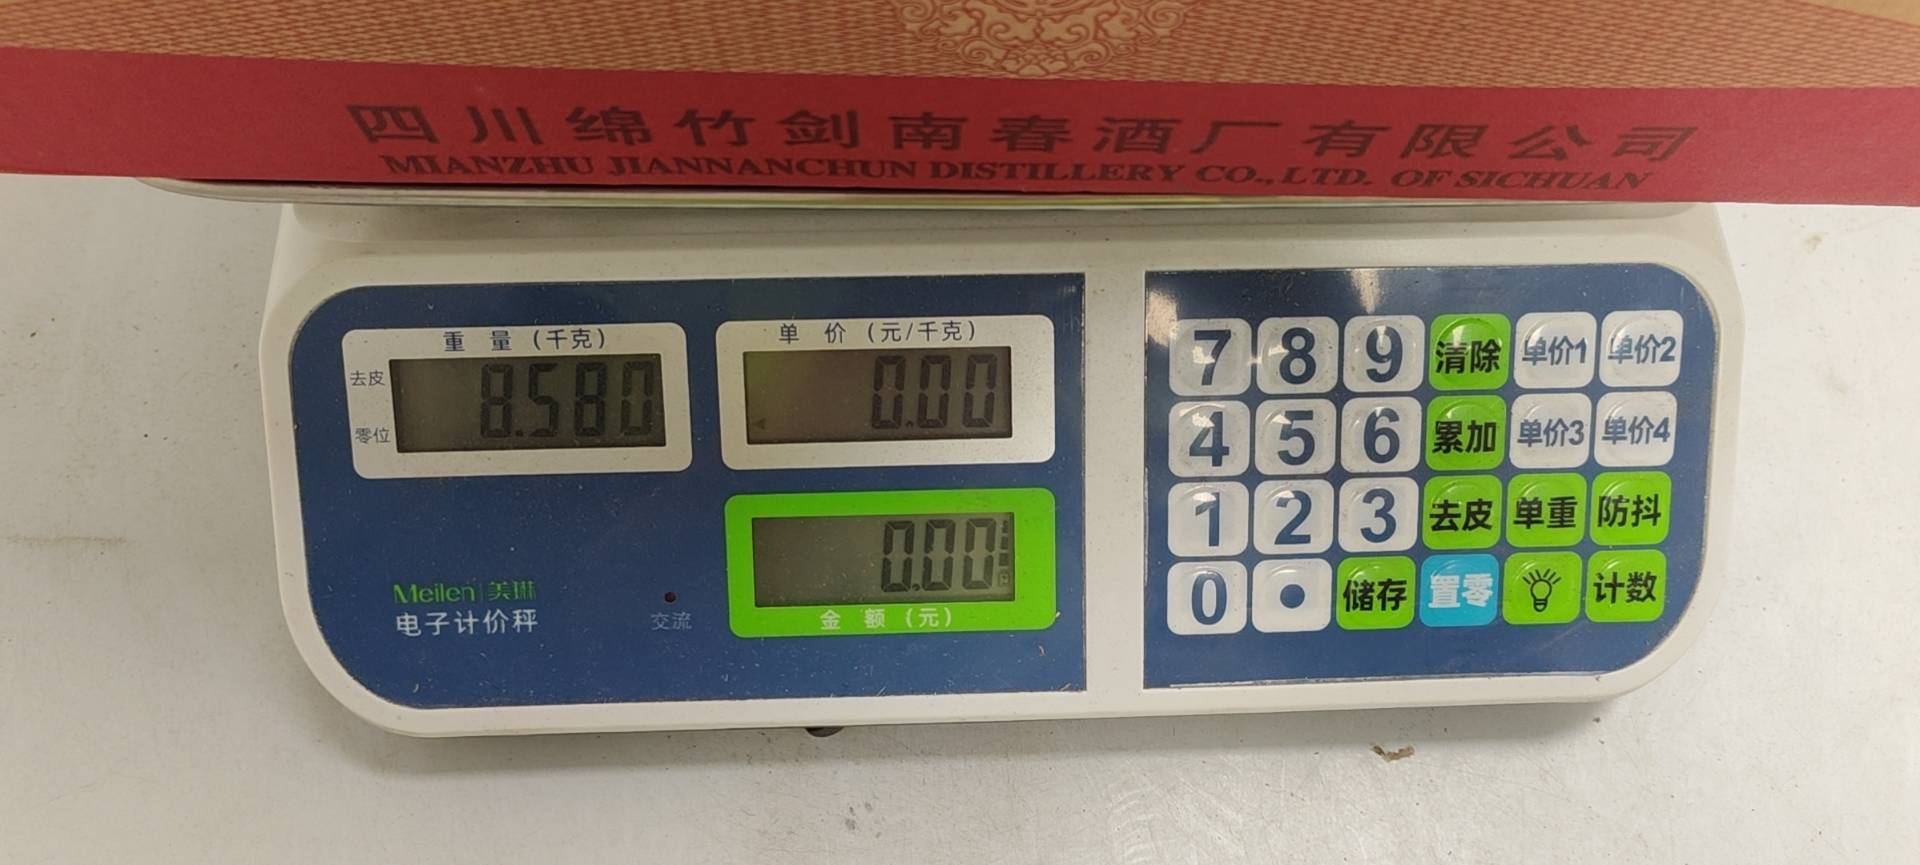 四川绵竹剑南春酒厂有限公司
MIANZHU JIANNANCHUN DISTILLERY CO., LTD. OF SICHUAN
重量(千克)
去皮
零位
8.580
单价(元/千克)
0.00
0.00
金额(元)
Meilen|美琳
电子计价秤
交流
7 8 9 清除 单价1 单价2
4 5 6 累加 单价3 单价4
1 2 3 去皮 单重 防抖
0 . 储存 置零 计数